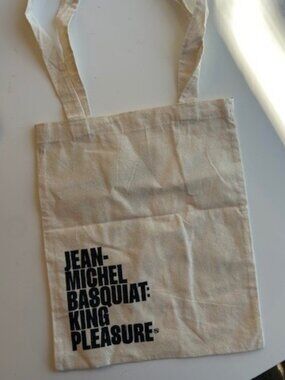 JEAN-
MICHEL
BASQUIAT:
KING
PLEASURE